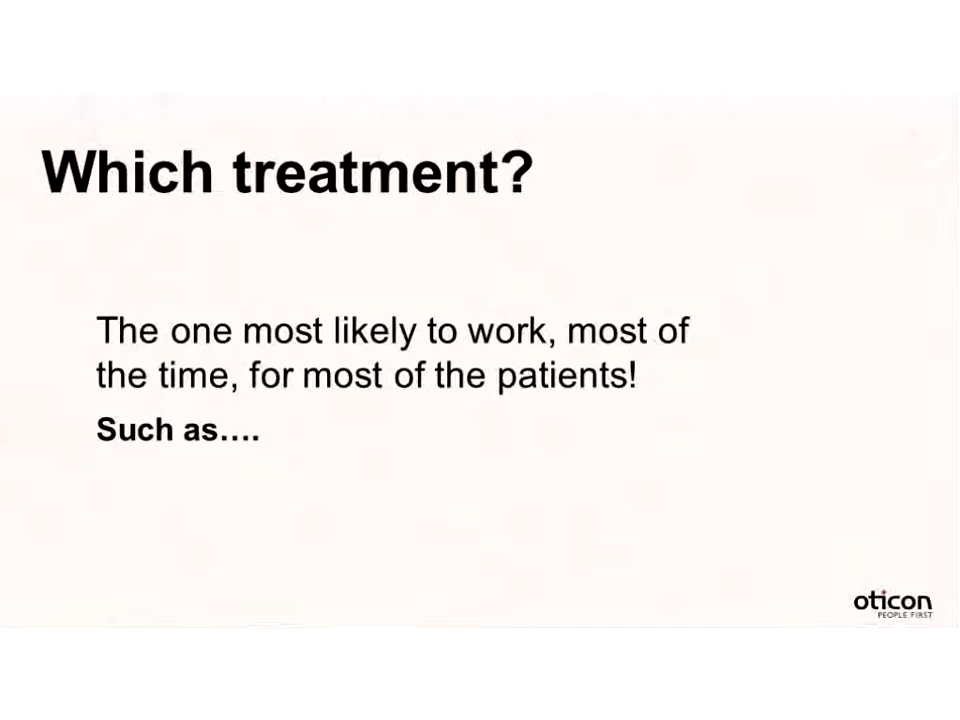 Which treatment?
The one most likely to work, most of
the time, for most of the patients!
Such as….
oticon
PEOPLE FIRST